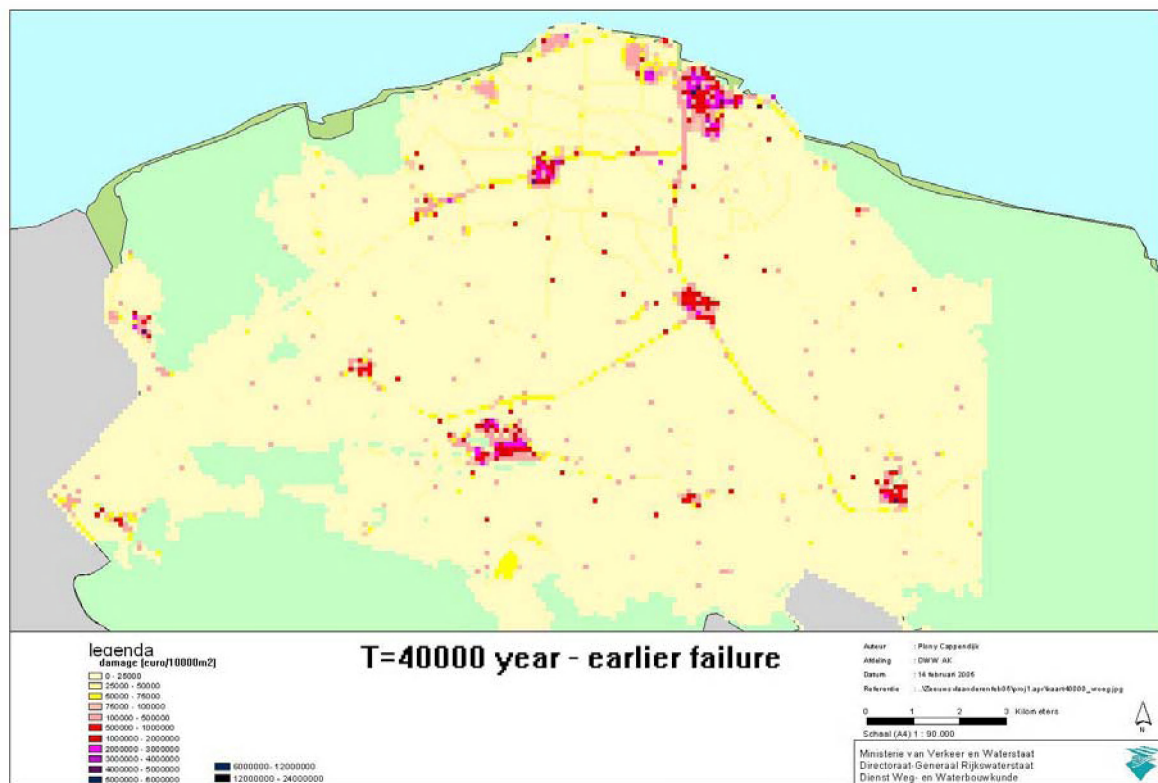 legenda
damage (euro/10000m2)
0 - 25000
25000 - 50000
50000 - 75000
75000 - 100000
100000 - 500000
500000 - 1000000
1000000 - 2000000
2000000 - 3000000
3000000 - 4000000
4000000 - 5000000
5000000 - 6000000
6000000 - 12000000
12000000 - 24000000
T=40000 year - earlier failure
Auteur : Plony Cappendijk
Afdeling : DWW AK
Datum : 14 februari 2005
Referentie :
0 1 2 3 Kilometers
Schaal (A4) 1 : 90.000
N
Ministerie van Verkeer en Waterstaat
Directoraat-Generaal Rijkswaterstaat
Dienst Weg- en Waterbouwkunde